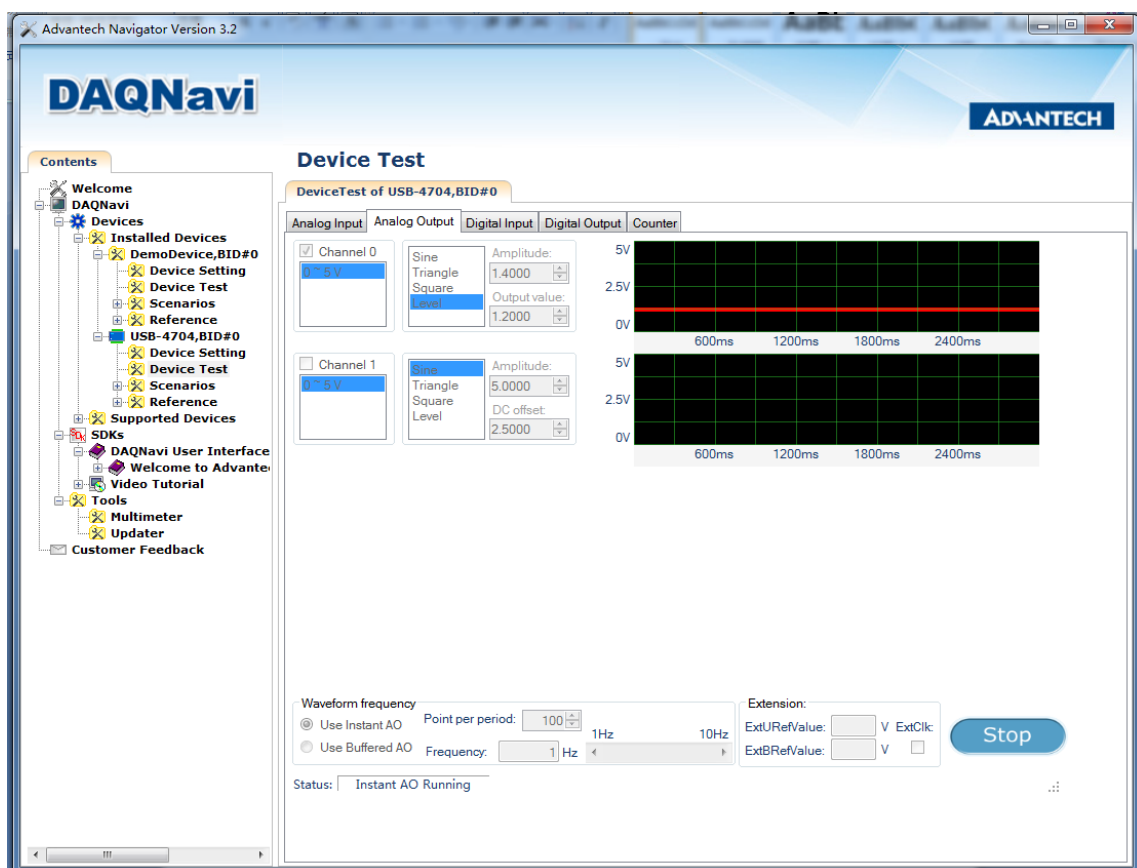 Advantech Navigator Version 3.2
DAQNavi
ADVANTECH
Contents
Welcome
DAQNavi
Devices
Installed Devices
DemoDevice,BID#0
Device Setting
Device Test
Scenarios
Reference
USB-4704,BID#0
Device Setting
Device Test
Scenarios
Reference
Supported Devices
SDKs
DAQNavi User Interface
Welcome to Advante
Video Tutorial
Tools
Multimeter
Updater
Customer Feedback
Device Test
DeviceTest of USB-4704,BID#0
Analog Input Analog Output Digital Input Digital Output Counter
Channel 0
0 ~ 5 V
Sine
Triangle
Square
Level
Amplitude:
1.4000
Output value:
1.2000
5V
2.5V
0V
600ms 1200ms 1800ms 2400ms
Channel 1
0 ~ 5 V
Sine
Triangle
Square
Level
Amplitude:
5.0000
DC offset:
2.5000
5V
2.5V
0V
600ms 1200ms 1800ms 2400ms
Waveform frequency
Use Instant AO
Use Buffered AO
Point per period: 100
Frequency: 1 Hz
1Hz 10Hz
Extension:
ExtURefValue: V ExtClk:
ExtBRefValue: V
Stop
Status: Instant AO Running